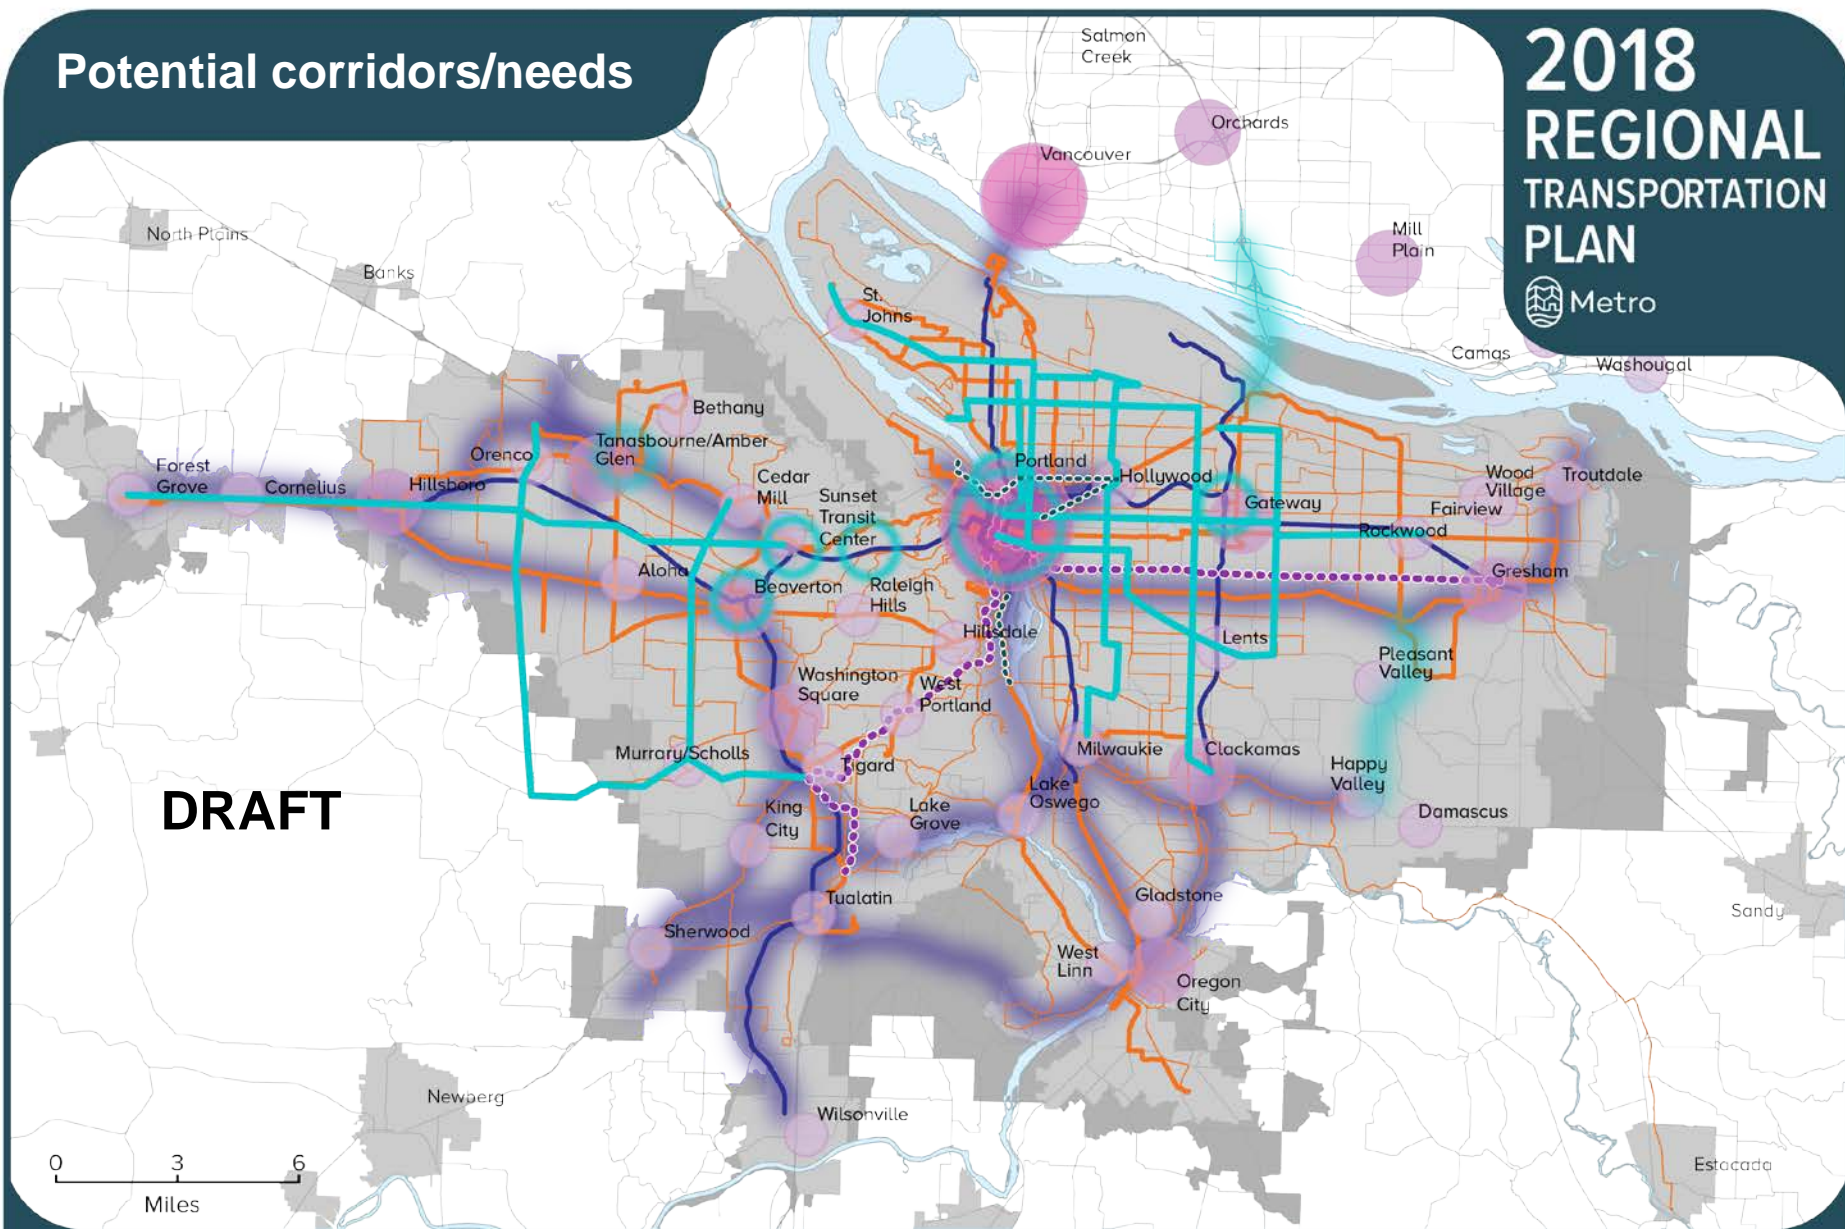 Potential corridors/needs
2018
REGIONAL
TRANSPORTATION
PLAN
Metro
Salmon
Creek
Orchards
Vancouver
Mill
Plain
North Plains
Banks
St.
Johns
Camas
Washougal
Bethany
Tanasbourne/Amber
Glen
Orenco
Forest
Grove
Cornelius
Hillsboro
Cedar
Mill
Sunset
Transit
Center
Portland
Hollywood
Gateway
Wood
Village
Troutdale
Fairview
Rockwood
Gresham
Aloha
Beaverton
Raleigh
Hills
Hillsdale
Lents
Pleasant
Valley
Washington
Square
West
Portland
Murrary/Scholls
Tigard
Milwaukie
Clackamas
Happy
Valley
DRAFT
King
City
Lake
Grove
Lake
Oswego
Damascus
Tualatin
Gladstone
Sherwood
West
Linn
Oregon
City
Sandy
Newberg
Wilsonville
Estacada
0 3 6
Miles